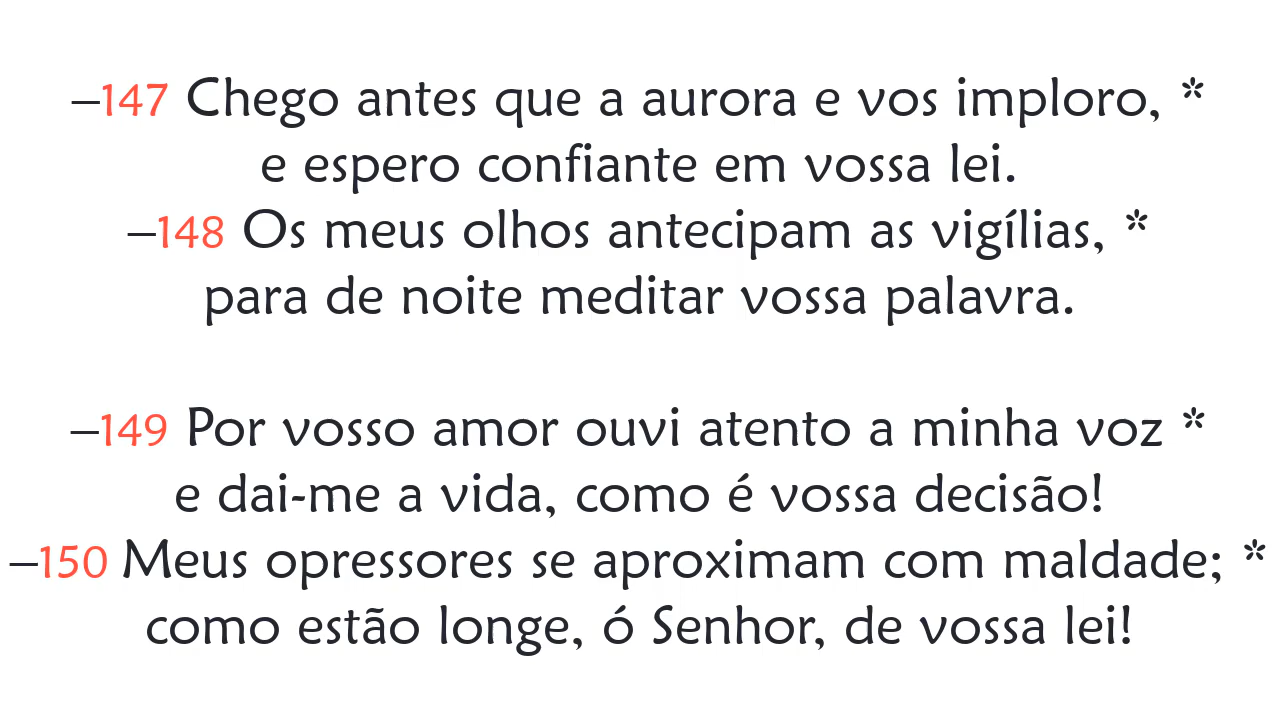 –147 Chego antes que a aurora e vos imploro, *
e espero confiante em vossa lei.
–148 Os meus olhos antecipam as vigílias, *
para de noite meditar vossa palavra.
–149 Por vosso amor ouvi atento a minha voz *
e dai-me a vida, como é vossa decisão!
–150 Meus opressores se aproximam com maldade; *
como estão longe, ó Senhor, de vossa lei!